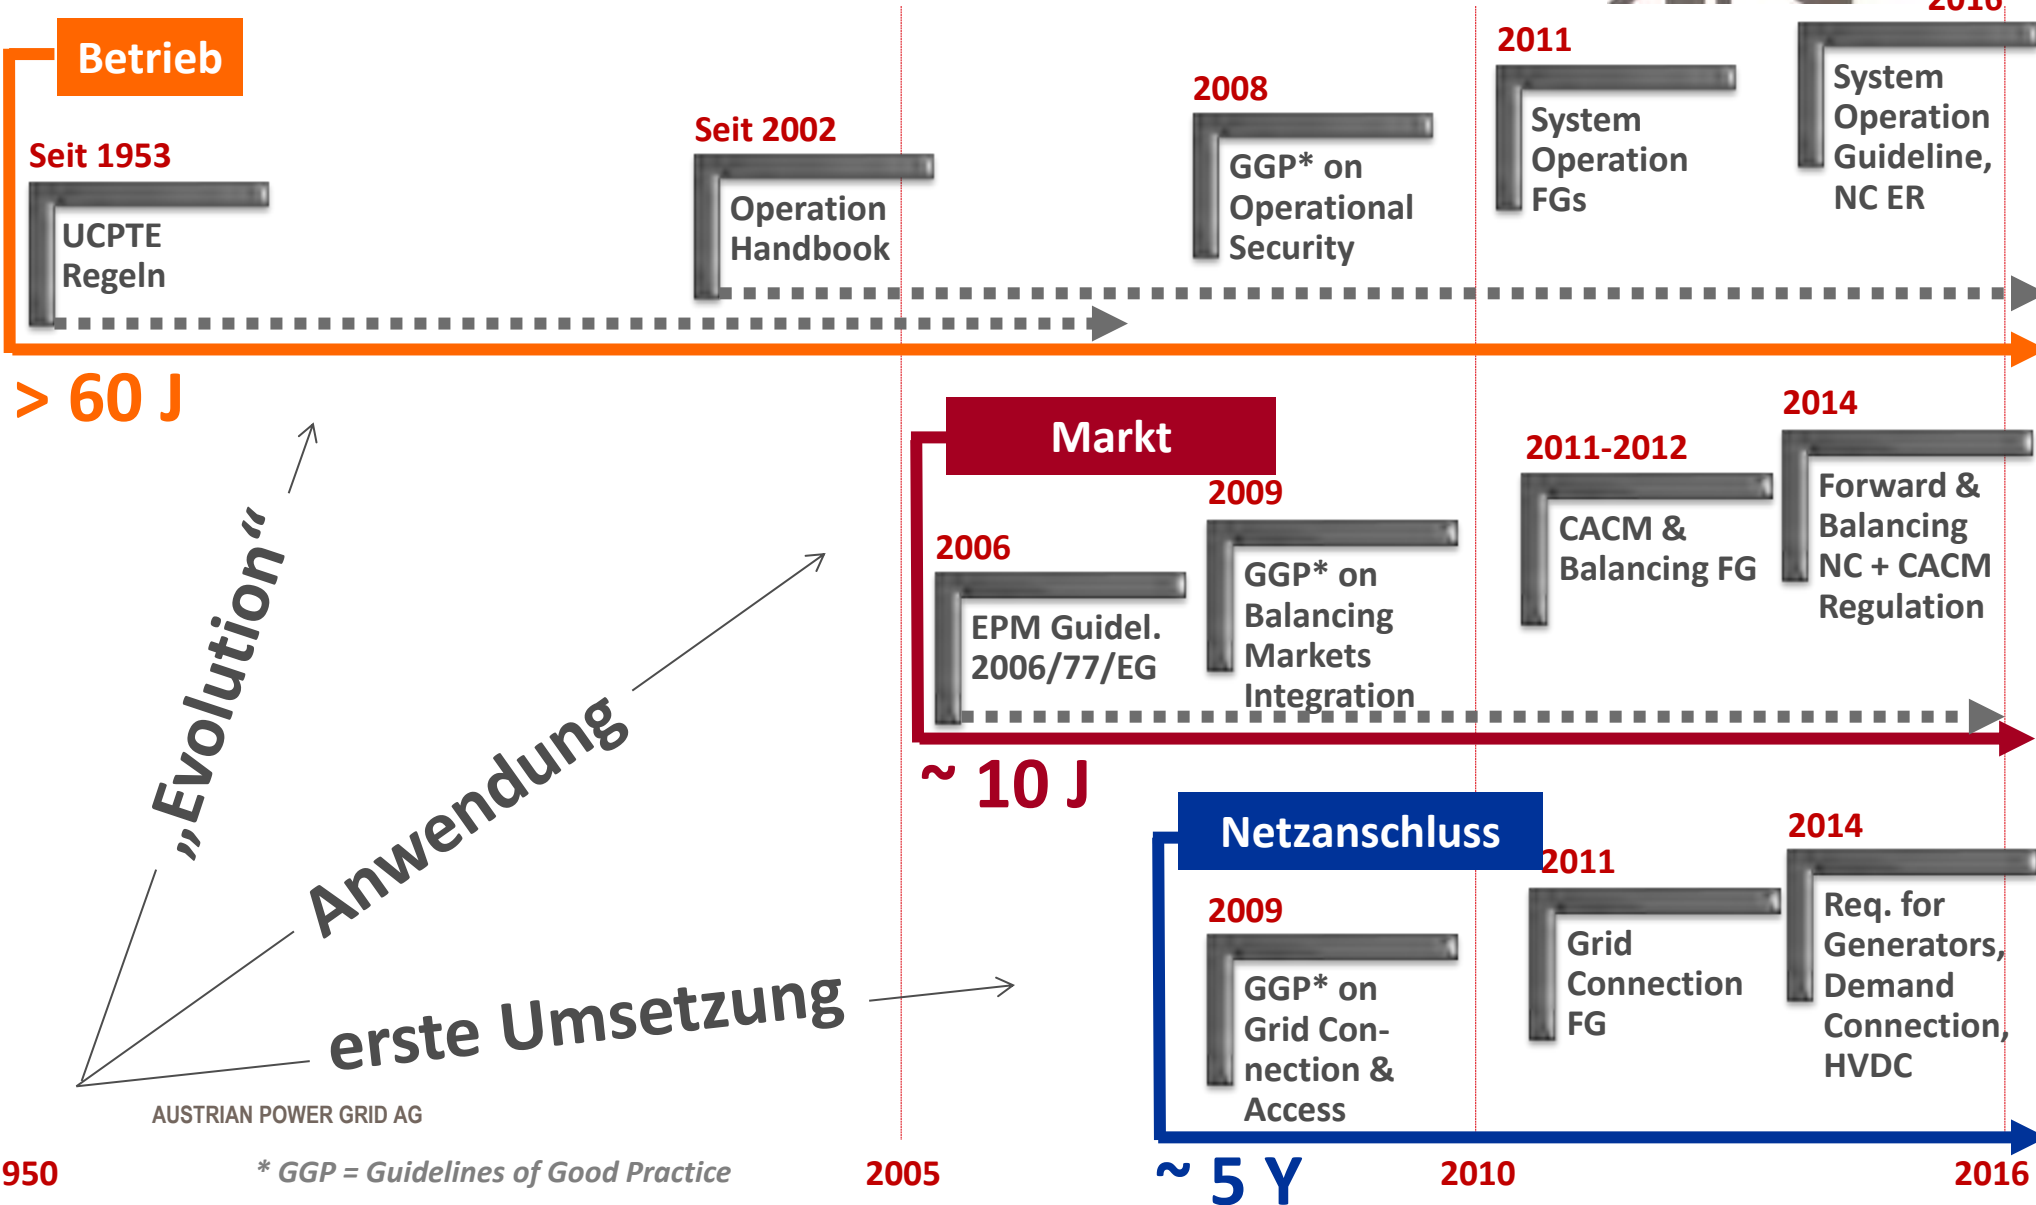 2016
Betrieb
2011
System
Operation
Guideline,
NC ER
2008
System
Operation
FGs
Seit 2002
Seit 1953
GGP* on
Operational
Security
Operation
Handbook
UCPTE
Regeln
> 60 J
2014
Markt
2011-2012
2009
Forward &
Balancing
NC + CACM
Regulation
CACM &
Balancing FG
2006
GGP* on
Balancing
Markets
Integration
EPM Guidel.
2006/77/EG
„Evolution“
Anwendung
erste Umsetzung
~ 10 J
Netzanschluss
2014
2011
2009
Req. for
Generators,
Demand
Connection,
HVDC
Grid
Connection
FG
GGP* on
Grid Con-
nection &
Access
AUSTRIAN POWER GRID AG
950
* GGP = Guidelines of Good Practice
2005
~ 5 Y
2010
2016